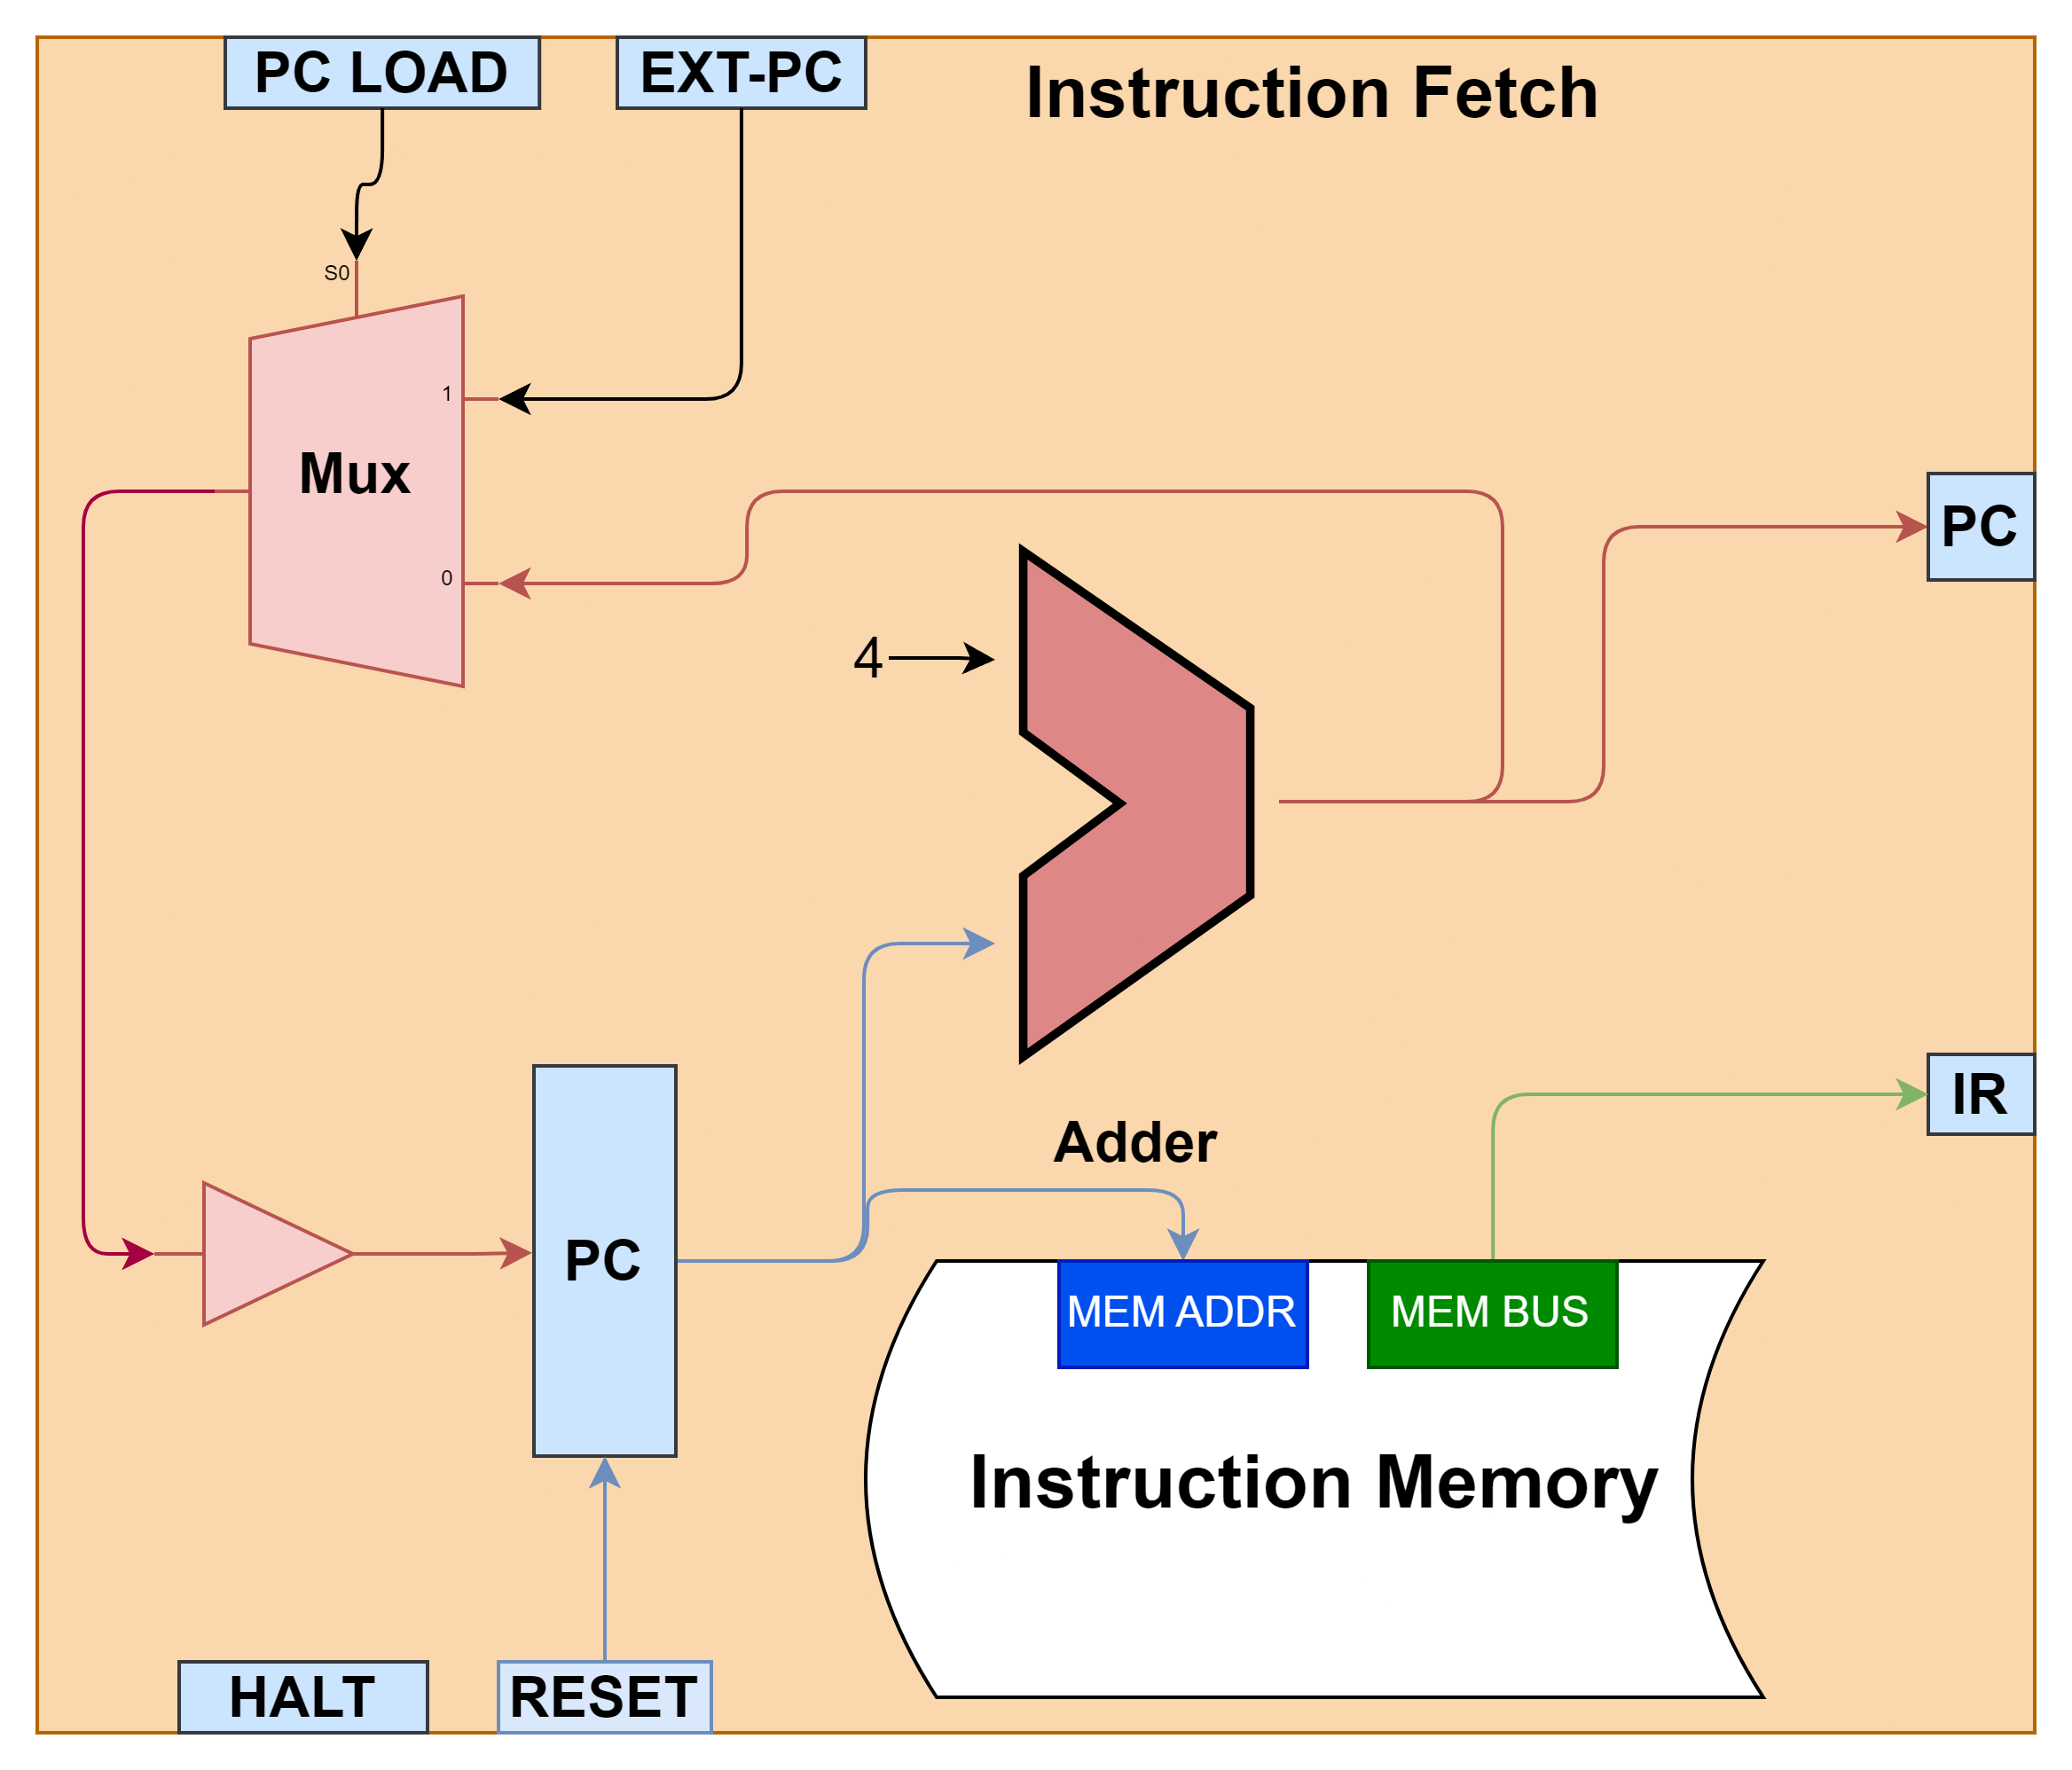 PC LOAD
EXT-PC
Instruction Fetch
S0
1
Mux
PC
0
4
IR
Adder
PC
MEM ADDR
MEM BUS
Instruction Memory
HALT
RESET